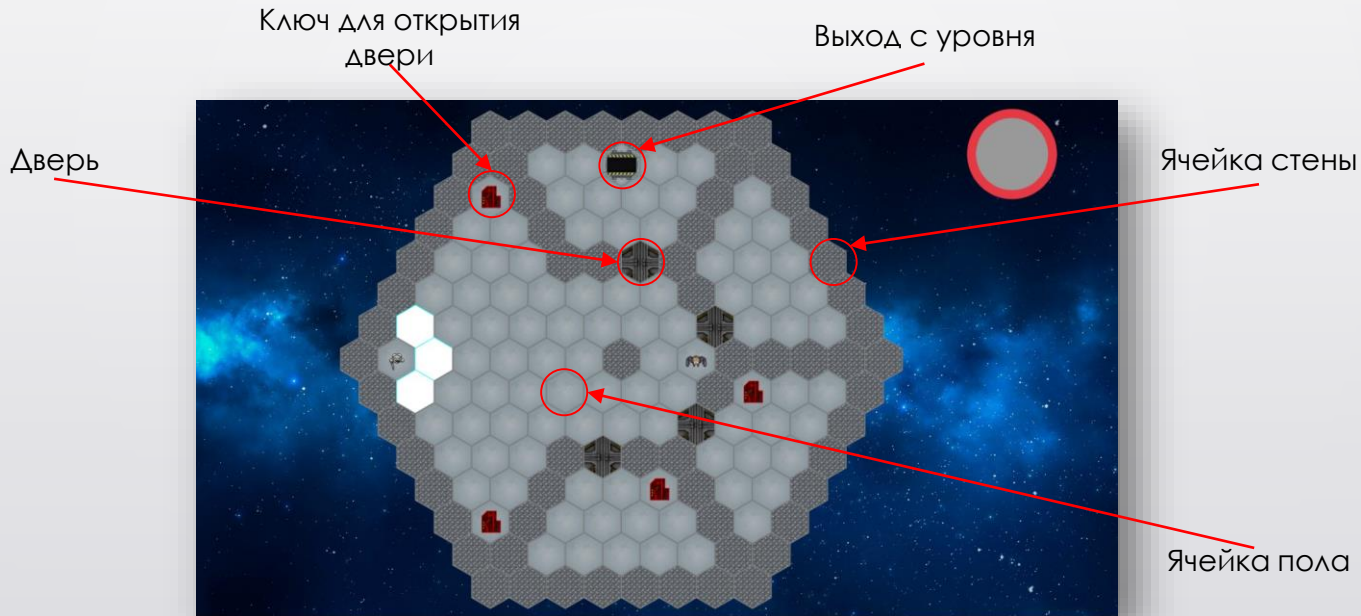 Ключ для открытия
двери
Выход с уровня
Дверь
Ячейка стены
Ячейка пола